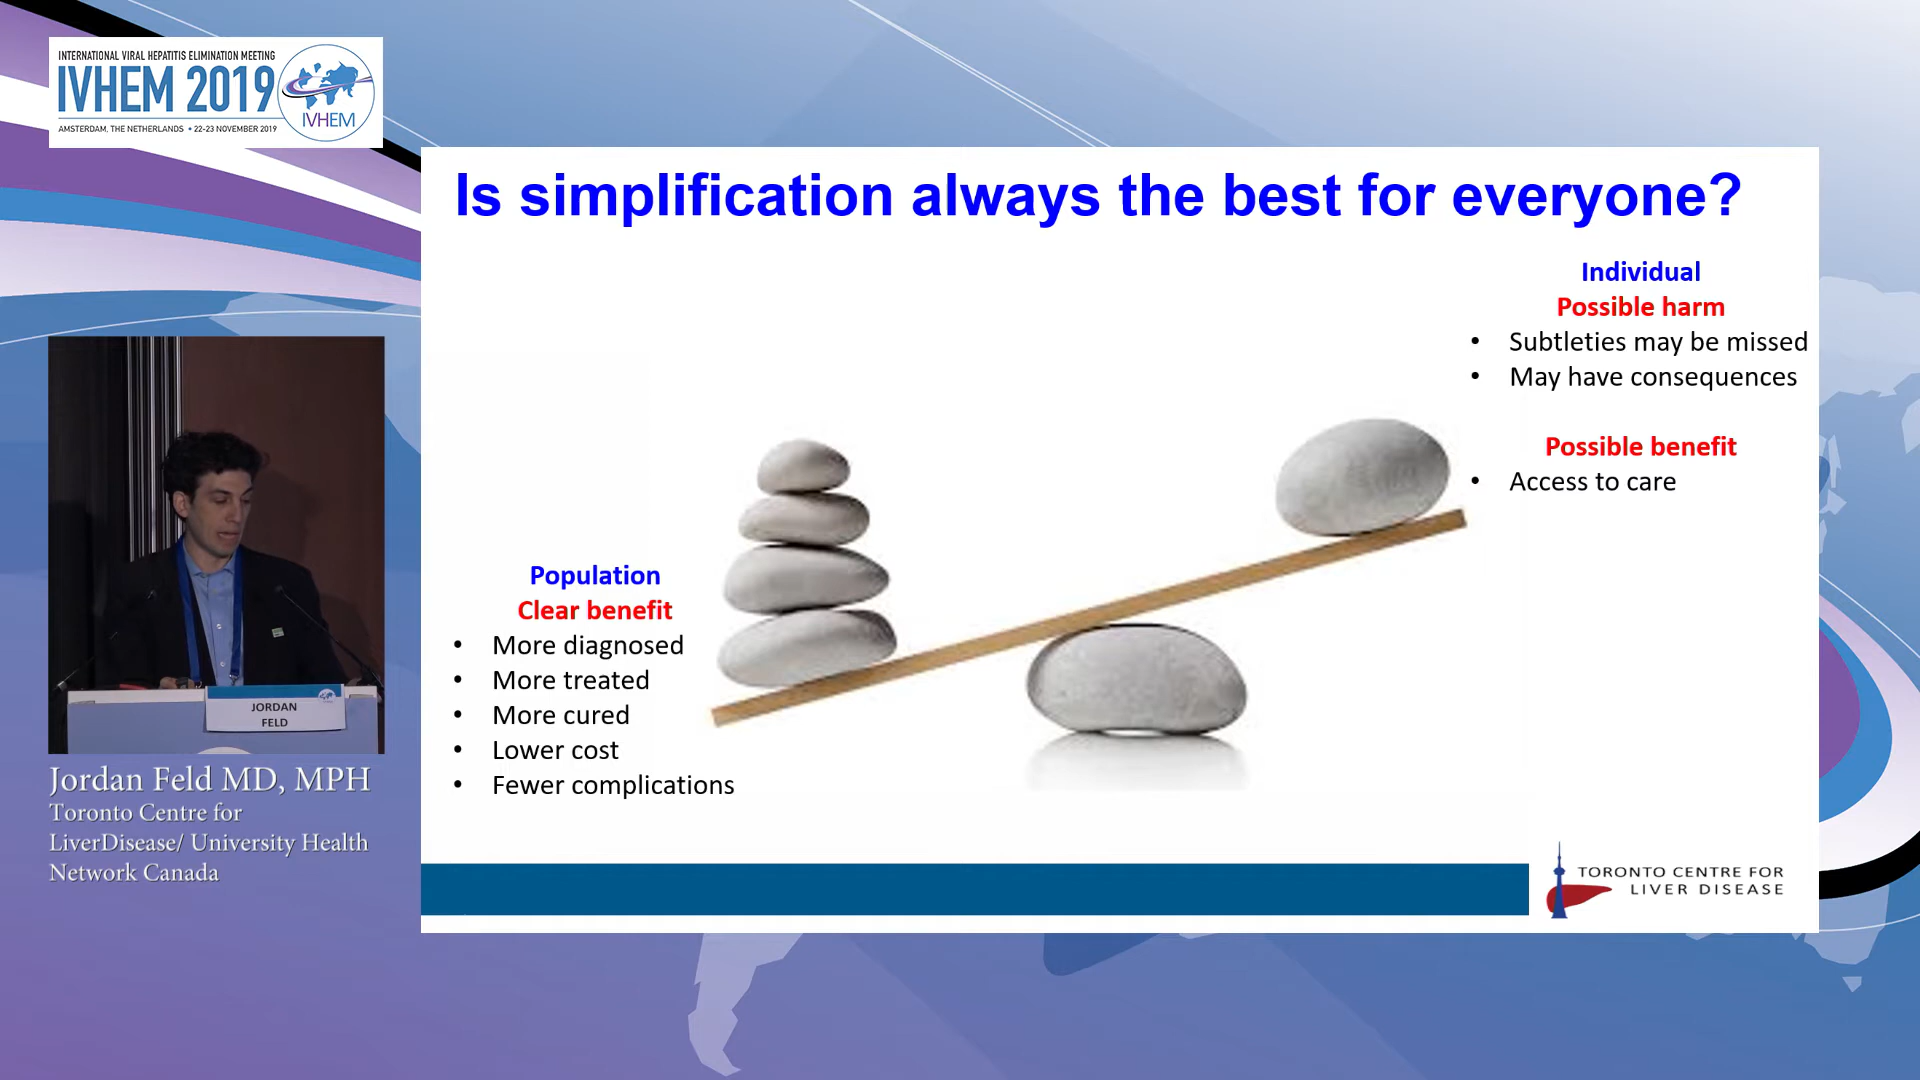 INTERNATIONAL VIRAL HEPATITIS ELIMINATION MEETING
IVHEM 2019
AMSTERDAM, THE NETHERLANDS • 22-23 NOVEMBER 2019
IVHEM
Is simplification always the best for everyone?
Individual
Possible harm
• Subtleties may be missed
• May have consequences
Possible benefit
• Access to care
Population
Clear benefit
• More diagnosed
• More treated
• More cured
• Lower cost
• Fewer complications
JORDAN
FELD
Jordan Feld MD, MPH
Toronto Centre for
LiverDisease/ University Health
Network Canada
TORONTO CENTRE FOR
LIVER DISEASE